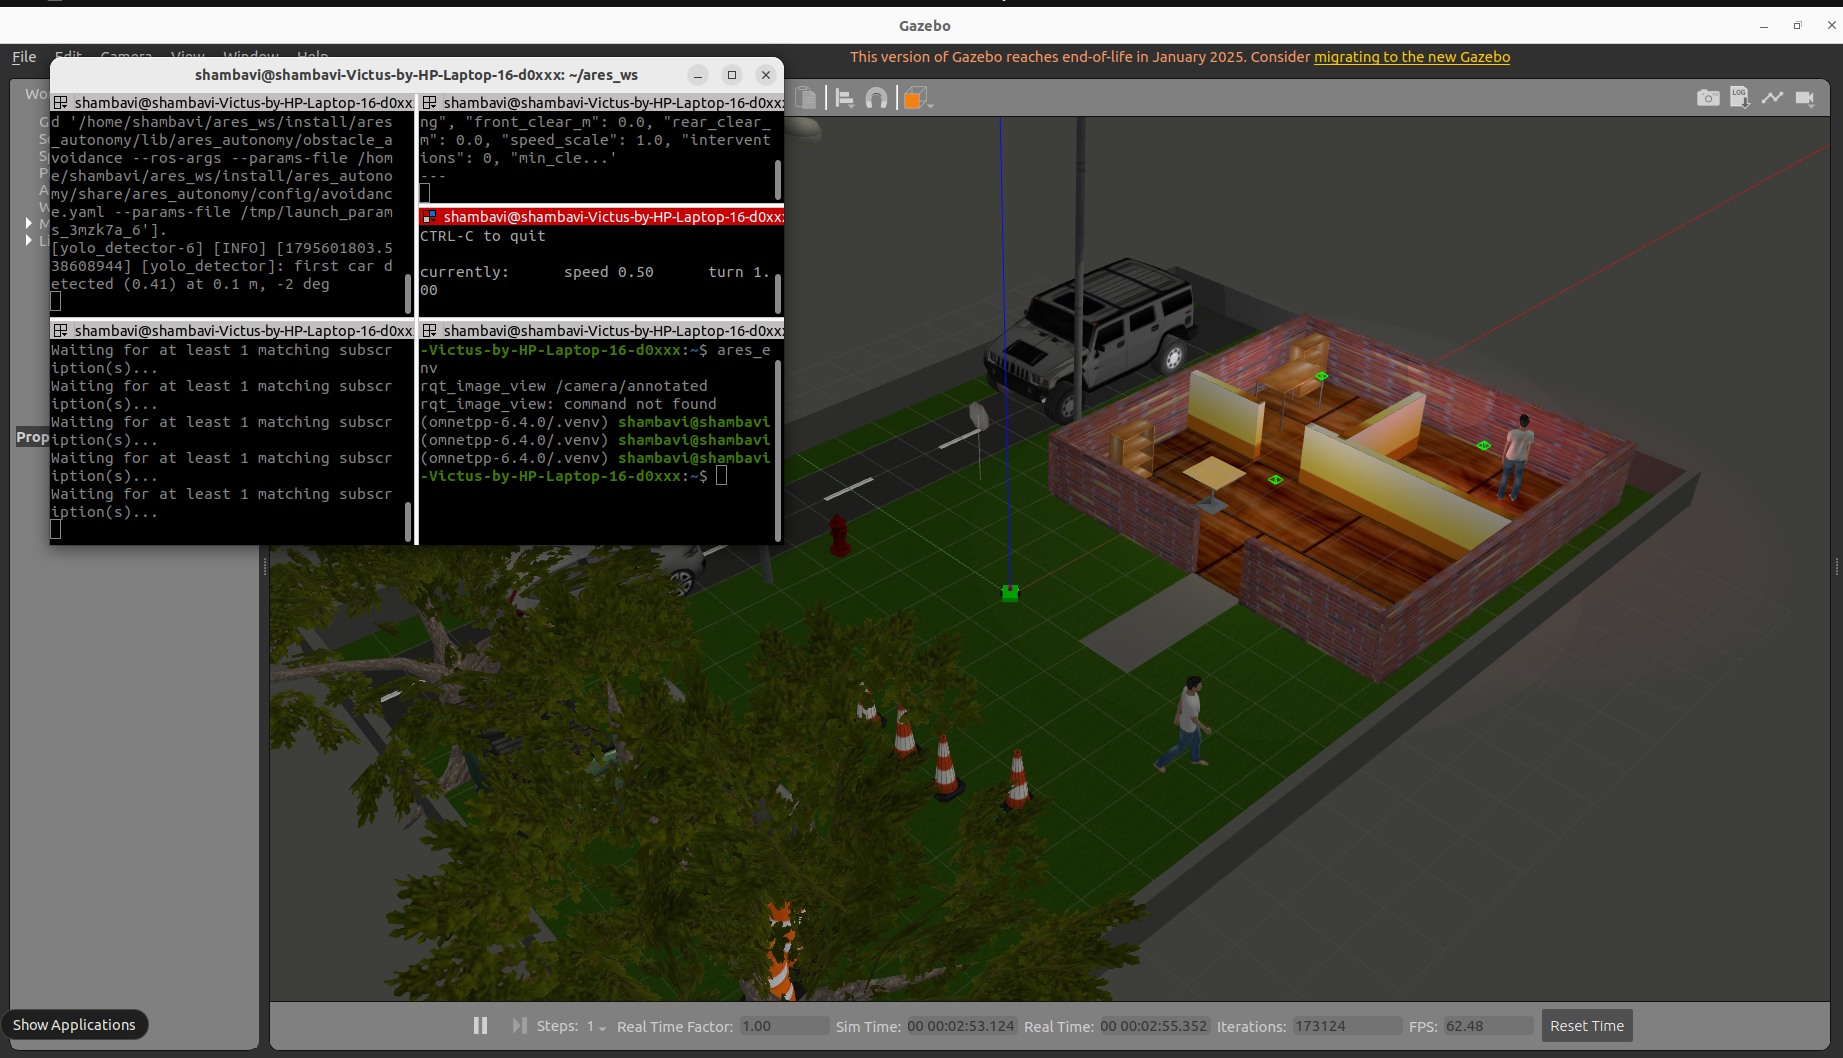 Gazebo
File Edit Camera View Window Help
This version of Gazebo reaches end-of-life in January 2025. Consider migrating to the new Gazebo
shambavi@shambavi-Victus-by-HP-Laptop-16-d0xxx: ~/ares_ws
shambavi@shambavi-Victus-by-HP-Laptop-16-d0xx
d '/home/shambavi/ares_ws/install/ares
_autonomy/lib/ares_autonomy/obstacle_a
voidance --ros-args --params-file /hom
e/shambavi/ares_ws/install/ares_autono
my/share/ares_autonomy/config/avoidanc
e.yaml --params-file /tmp/launch_param
s_3mzk7a_6'].
[yolo_detector-6] [INFO] [1795601803.5
38608944] [yolo_detector]: first car d
etected (0.41) at 0.1 m, -2 deg
shambavi@shambavi-Victus-by-HP-Laptop-16-d0xx
ng", "front_clear_m": 0.0, "rear_clear_
m": 0.0, "speed_scale": 1.0, "intervent
ions": 0, "min_cle...'
---
shambavi@shambavi-Victus-by-HP-Laptop-16-d0xx
CTRL-C to quit
currently: speed 0.50 turn 1.
00
shambavi@shambavi-Victus-by-HP-Laptop-16-d0xx
Waiting for at least 1 matching subscr
iption(s)...
Waiting for at least 1 matching subscr
iption(s)...
Waiting for at least 1 matching subscr
iption(s)...
Waiting for at least 1 matching subscr
iption(s)...
Waiting for at least 1 matching subscr
iption(s)...
shambavi@shambavi-Victus-by-HP-Laptop-16-d0xx
-Victus-by-HP-Laptop-16-d0xxx:~$ ares_e
nv
rqt_image_view /camera/annotated
rqt_image_view: command not found
(omnetpp-6.4.0/.venv) shambavi@shambavi
(omnetpp-6.4.0/.venv) shambavi@shambavi
(omnetpp-6.4.0/.venv) shambavi@shambavi
-Victus-by-HP-Laptop-16-d0xxx:~$
Wo
Prop
LOG
Show Applications
Steps: 1 Real Time Factor: 1.00 Sim Time: 00 00:02:53.124 Real Time: 00 00:02:55.352 Iterations: 173124 FPS: 62.48 Reset Time